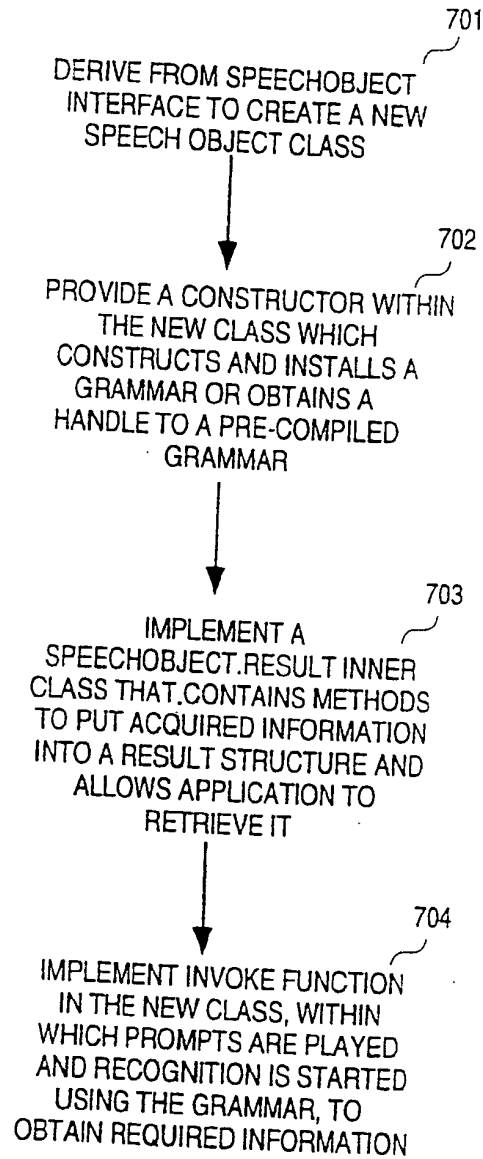 701
DERIVE FROM SPEECHOBJECT
INTERFACE TO CREATE A NEW
SPEECH OBJECT CLASS
702
PROVIDE A CONSTRUCTOR WITHIN
THE NEW CLASS WHICH
CONSTRUCTS AND INSTALLS A
GRAMMAR OR OBTAINS A
HANDLE TO A PRE-COMPILED
GRAMMAR
703
IMPLEMENT A
SPEECHOBJECT.RESULT INNER
CLASS THAT.CONTAINS METHODS
TO PUT ACQUIRED INFORMATION
INTO A RESULT STRUCTURE AND
ALLOWS APPLICATION TO
RETRIEVE IT
704
IMPLEMENT INVOKE FUNCTION
IN THE NEW CLASS, WITHIN
WHICH PROMPTS ARE PLAYED
AND RECOGNITION IS STARTED
USING THE GRAMMAR, TO
OBTAIN REQUIRED INFORMATION